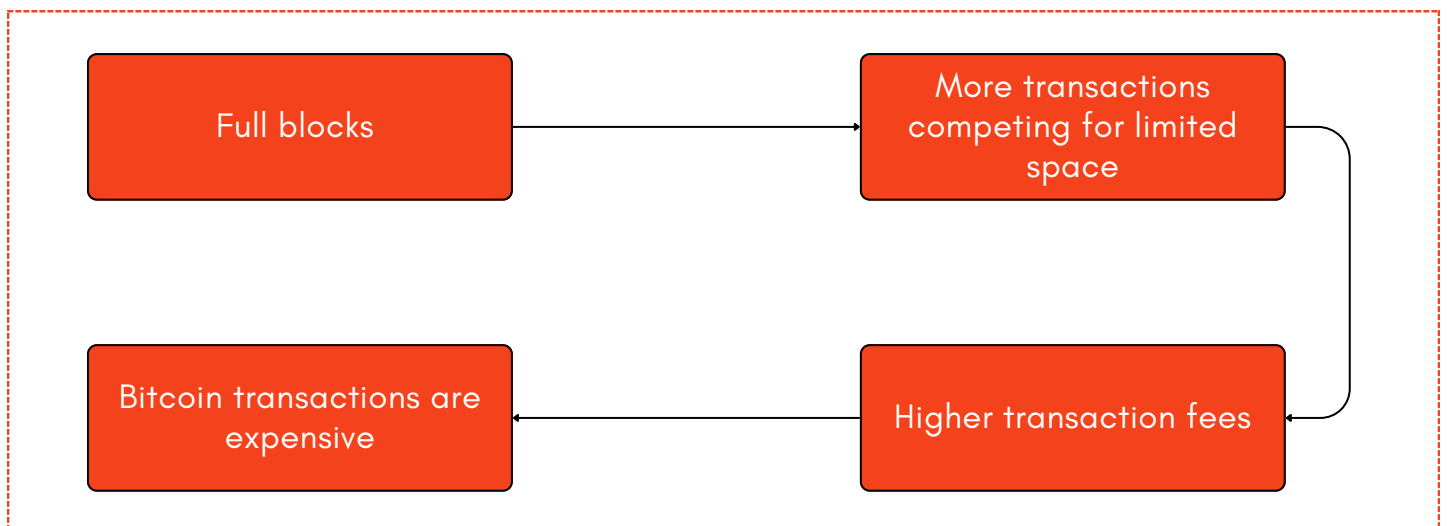 Full blocks
More transactions
competing for limited
space
Higher transaction fees
Bitcoin transactions are
expensive